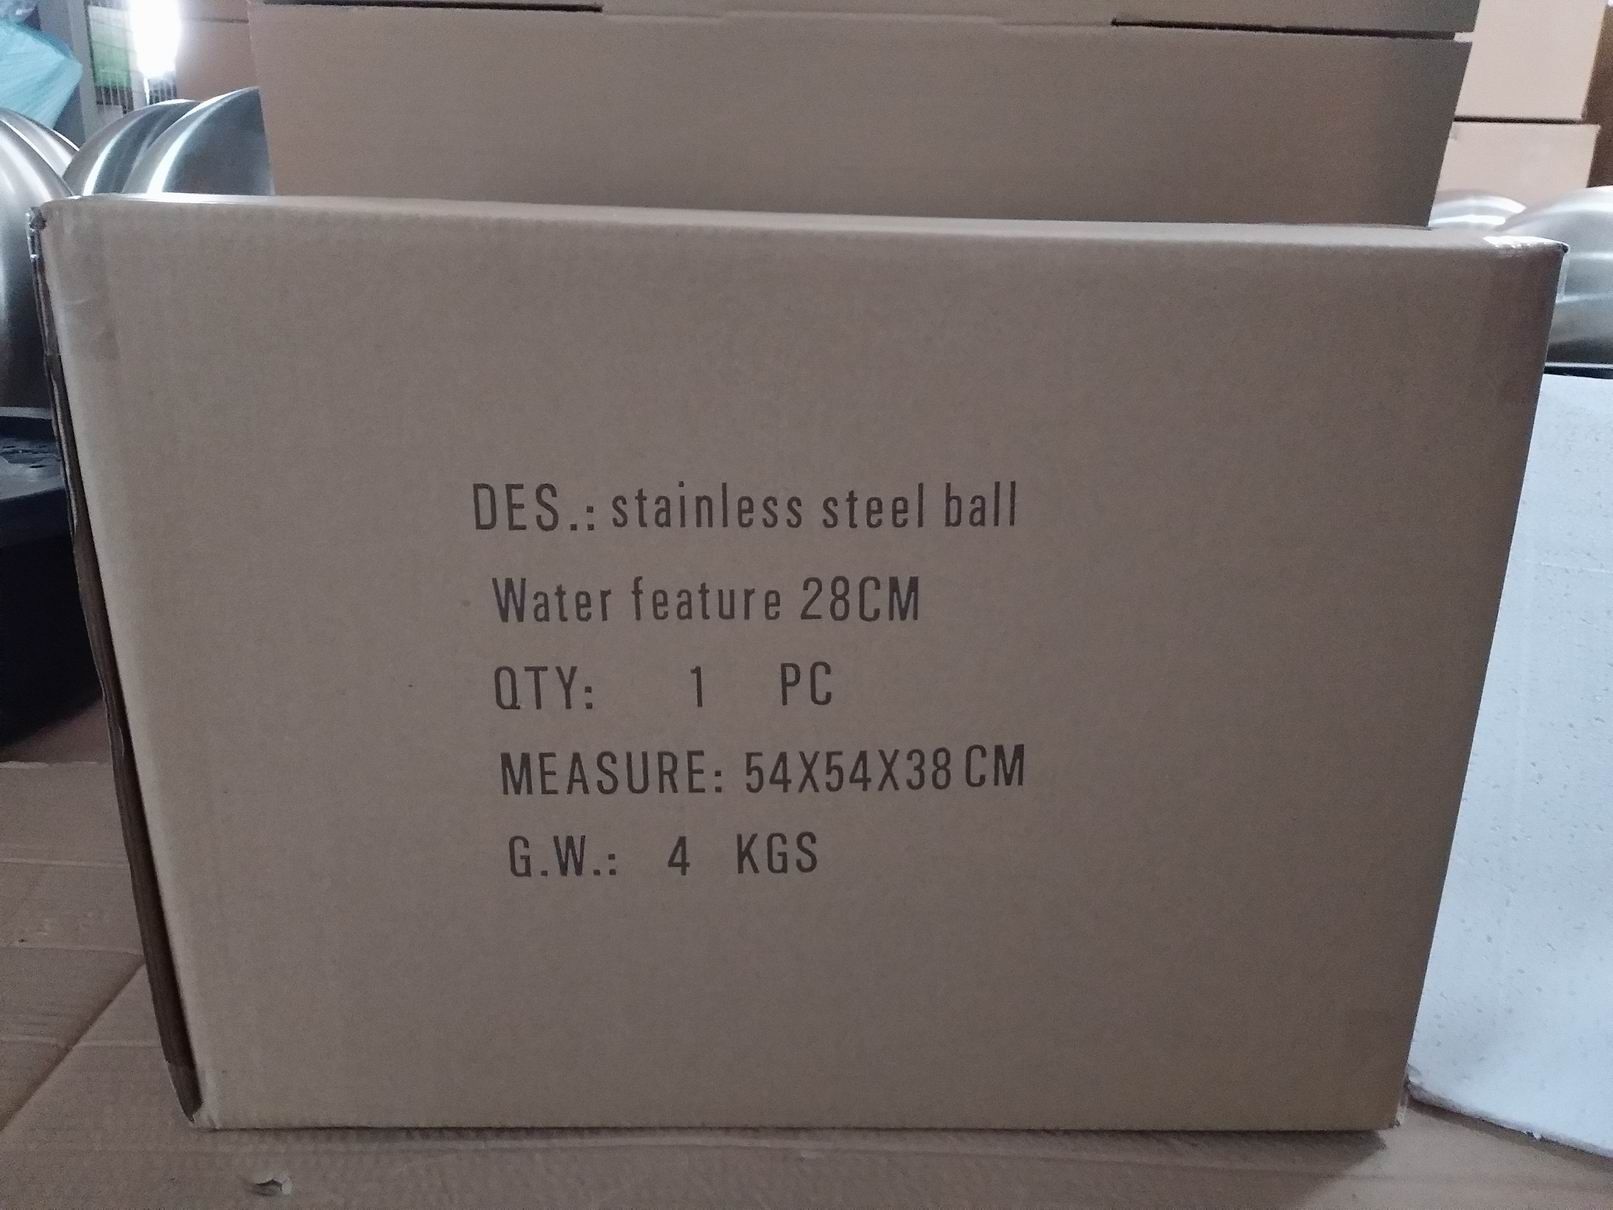 DES.: stainless steel ball
Water feature 28CM
QTY: 1 PC
MEASURE: 54X54X38 CM
G.W.: 4 KGS